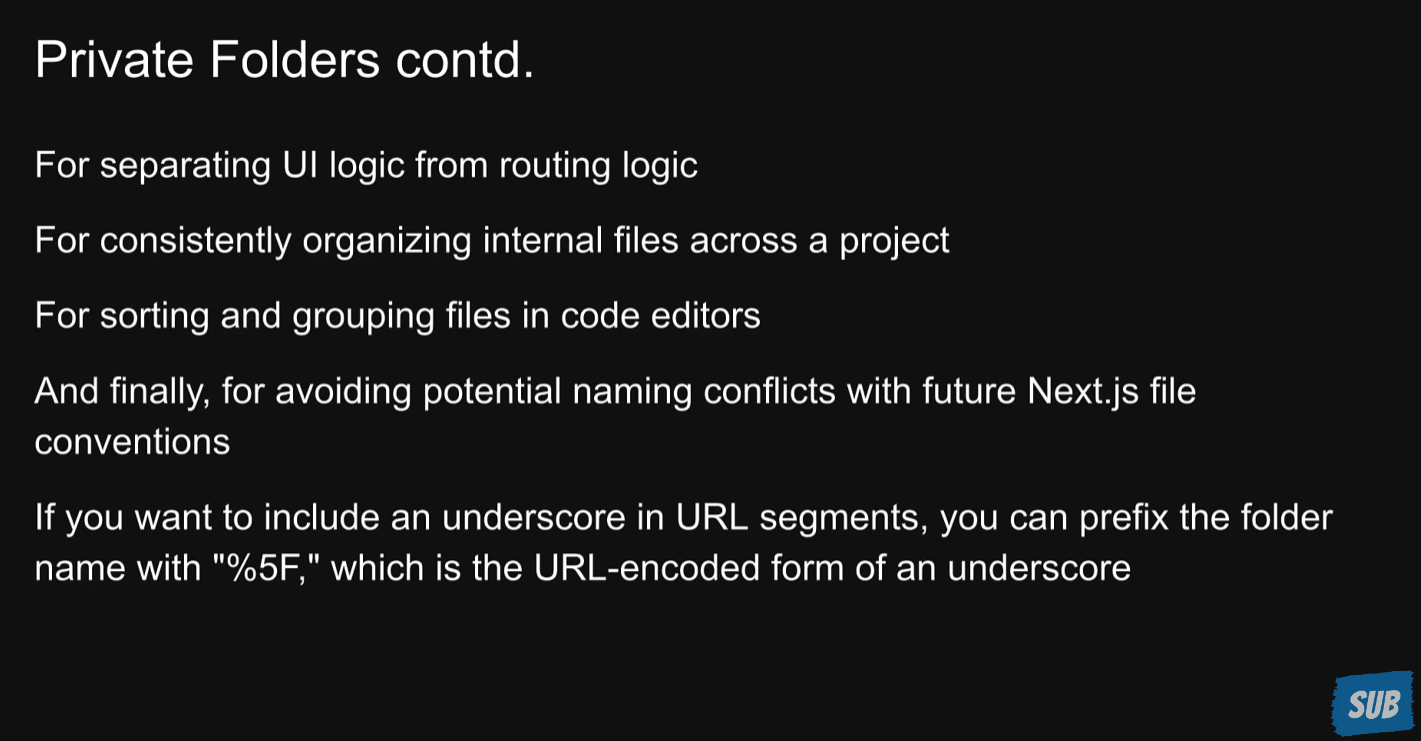 Private Folders contd.
For separating UI logic from routing logic
For consistently organizing internal files across a project
For sorting and grouping files in code editors
And finally, for avoiding potential naming conflicts with future Next.js file
conventions
If you want to include an underscore in URL segments, you can prefix the folder
name with "%5F," which is the URL-encoded form of an underscore
SUB